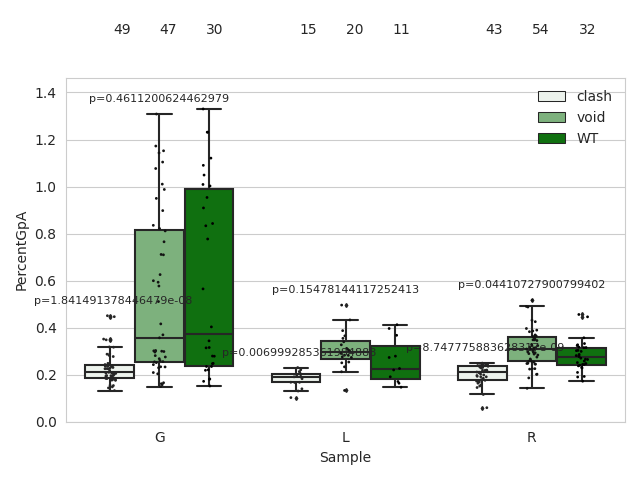 49 47 30 15 20 11 43 54 32
p=0.4611200624462979
p=1.841491378446479e-08
p=0.15478144117252413
p=0.04410727900799402
clash
void
WT
1.4
1.2
1.0
0.8
0.6
0.4
0.2
0.0
PercentGpA
G L R
Sample